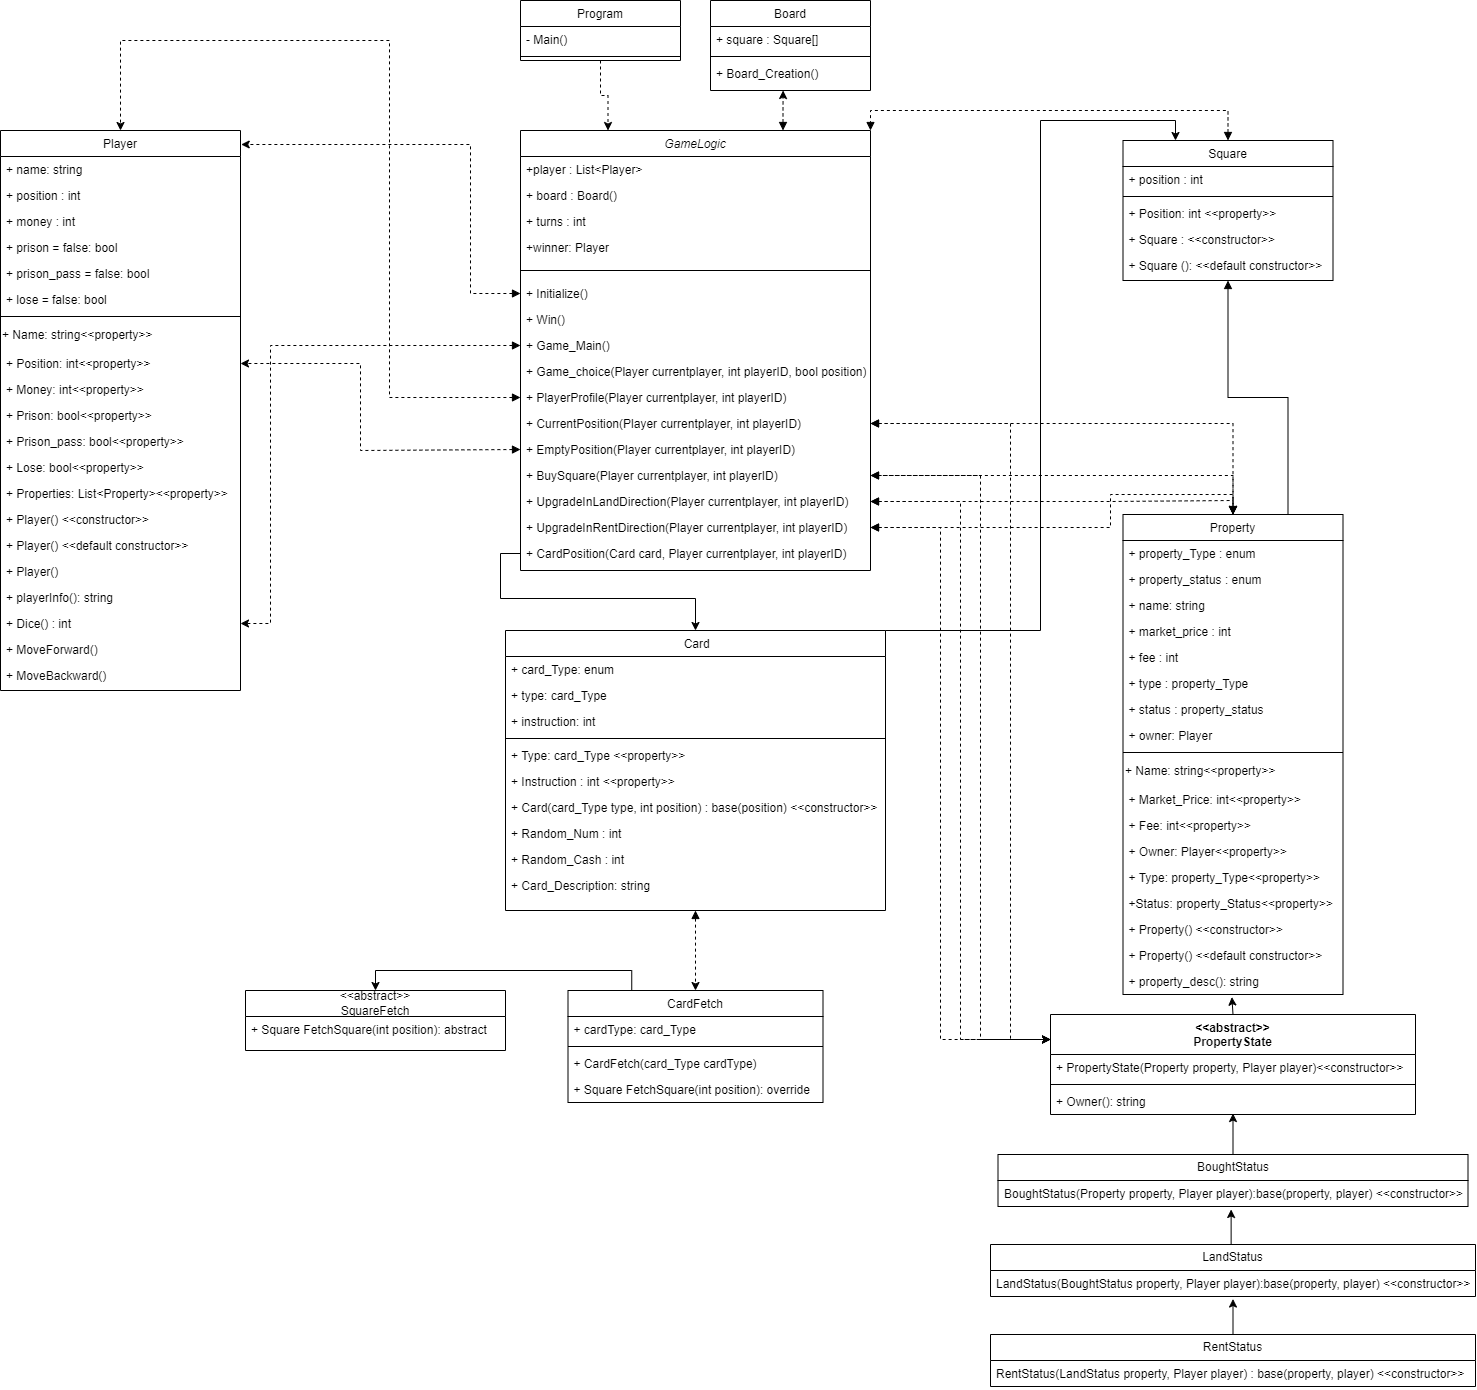 Program
- Main()
Board
+ square : Square[]
+ Board_Creation()
Player
+ name: string
+ position : int
+ money : int
+ prison = false: bool
+ prison_pass = false: bool
+ lose = false: bool
+ Name: string<<property>>
+ Position: int<<property>>
+ Money: int<<property>>
+ Prison: bool<<property>>
+ Prison_pass: bool<<property>>
+ Lose: bool<<property>>
+ Properties: List<Property><<property>>
+ Player() <<constructor>>
+ Player() <<default constructor>>
+ Player()
+ playerInfo(): string
+ Dice() : int
+ MoveForward()
+ MoveBackward()
GameLogic
+player : List<Player>
+ board : Board()
+ turns : int
+winner: Player
+ Initialize()
+ Win()
+ Game_Main()
+ Game_choice(Player currentplayer, int playerID, bool position)
+ PlayerProfile(Player currentplayer, int playerID)
+ CurrentPosition(Player currentplayer, int playerID)
+ EmptyPosition(Player currentplayer, int playerID)
+ BuySquare(Player currentplayer, int playerID)
+ UpgradeInLandDirection(Player currentplayer, int playerID)
+ UpgradeInRentDirection(Player currentplayer, int playerID)
+ CardPosition(Card card, Player currentplayer, int playerID)
Square
+ position : int
+ Position: int <<property>>
+ Square : <<constructor>>
+ Square (): <<default constructor>>
Card
+ card_Type: enum
+ type: card_Type
+ instruction: int
+ Type: card_Type <<property>>
+ Instruction : int <<property>>
+ Card(card_Type type, int position) : base(position) <<constructor>>
+ Random_Num : int
+ Random_Cash : int
+ Card_Description: string
Property
+ property_Type : enum
+ property_status : enum
+ name: string
+ market_price : int
+ fee : int
+ type : property_Type
+ status : property_status
+ owner: Player
+ Name: string<<property>>
+ Market_Price: int<<property>>
+ Fee: int<<property>>
+ Owner: Player<<property>>
+ Type: property_Type<<property>>
+Status: property_Status<<property>>
+ Property() <<constructor>>
+ Property() <<default constructor>>
+ property_desc(): string
<<abstract>>
SquareFetch
+ Square FetchSquare(int position): abstract
CardFetch
+ cardType: card_Type
+ CardFetch(card_Type cardType)
+ Square FetchSquare(int position): override
<<abstract>>
PropertyState
+ PropertyState(Property property, Player player)<<constructor>>
+ Owner(): string
BoughtStatus
BoughtStatus(Property property, Player player):base(property, player) <<constructor>>
LandStatus
LandStatus(BoughtStatus property, Player player):base(property, player) <<constructor>>
RentStatus
RentStatus(LandStatus property, Player player) : base(property, player) <<constructor>>